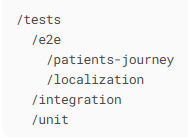 /tests
/e2e
/patients-journey
/localization
/integration
/unit